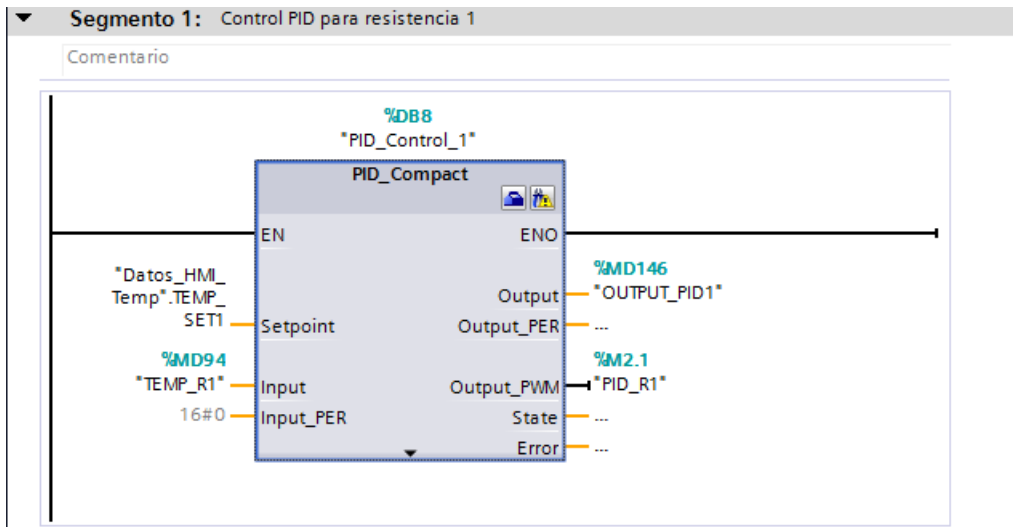 Segmento 1: Control PID para resistencia 1
Comentario
%DB8
"PID_Control_1"
PID_Compact
EN ENO
"Datos_HMI_
Temp".TEMP_
SET1 Setpoint
%MD146
Output "OUTPUT_PID1"
Output_PER ...
%MD94
"TEMP_R1" Input
%M2.1
Output_PWM "PID_R1"
16#0 Input_PER State ...
Error ...